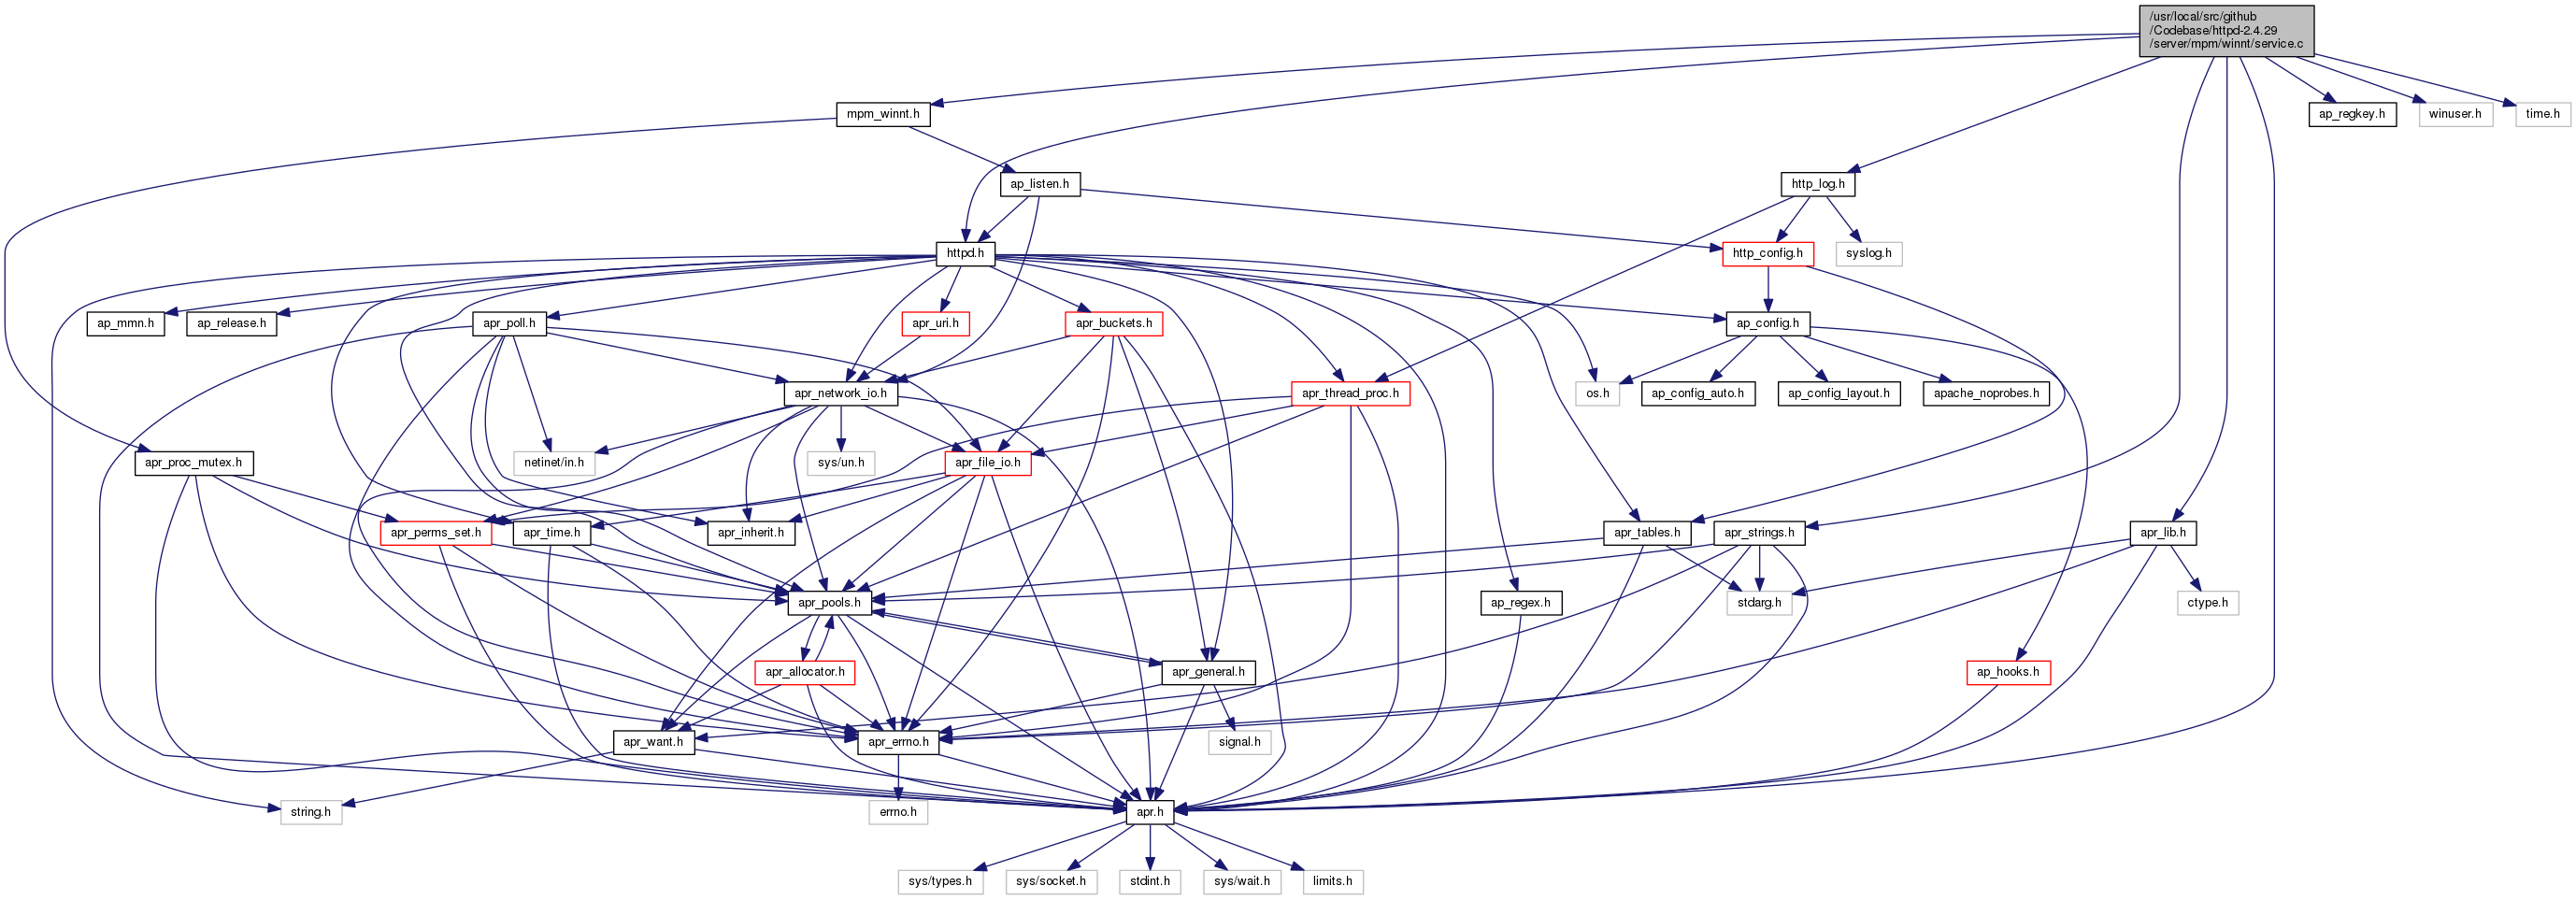 /usr/local/src/github
/Codebase/httpd-2.4.29
/server/mpm/winnt/service.c
mpm_winnt.h
ap_regkey.h
winuser.h
time.h
ap_listen.h
http_log.h
httpd.h
http_config.h
syslog.h
ap_mmn.h
ap_release.h
apr_poll.h
apr_uri.h
apr_buckets.h
ap_config.h
apr_network_io.h
apr_thread_proc.h
os.h
ap_config_auto.h
ap_config_layout.h
apache_noprobes.h
apr_proc_mutex.h
netinet/in.h
sys/un.h
apr_file_io.h
apr_perms_set.h
apr_time.h
apr_inherit.h
apr_tables.h
apr_strings.h
apr_lib.h
apr_pools.h
ap_regex.h
stdarg.h
ctype.h
apr_allocator.h
apr_general.h
ap_hooks.h
apr_want.h
apr_errno.h
signal.h
string.h
errno.h
apr.h
sys/types.h
sys/socket.h
stdint.h
sys/wait.h
limits.h